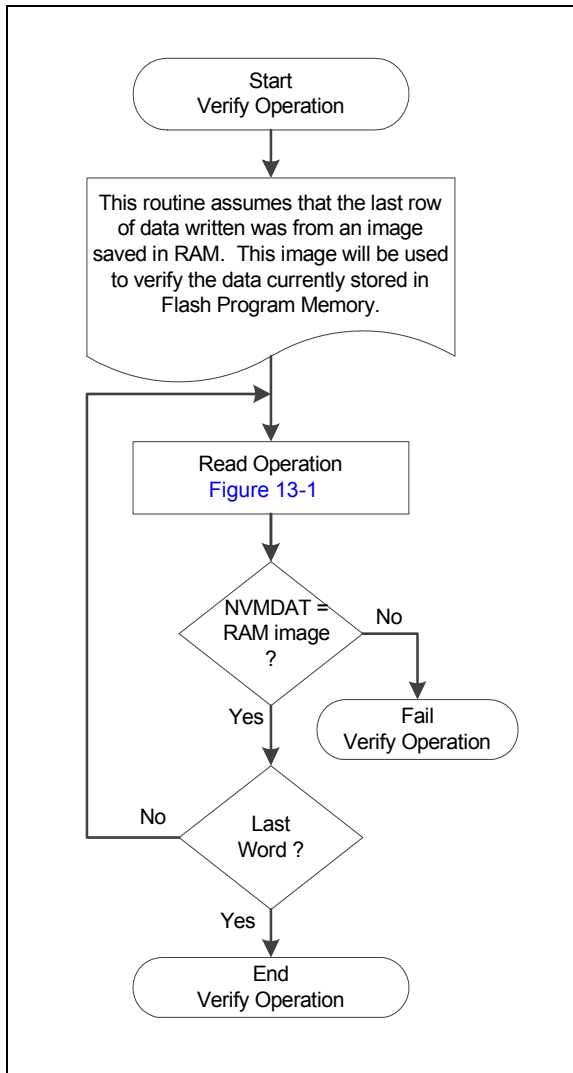 Start
Verify Operation
This routine assumes that the last row
of data written was from an image
saved in RAM. This image will be used
to verify the data currently stored in
Flash Program Memory.
Read Operation
Figure 13-1
NVMDAT =
RAM image
?
No
Yes
Fail
Verify Operation
No
Last
Word ?
Yes
End
Verify Operation